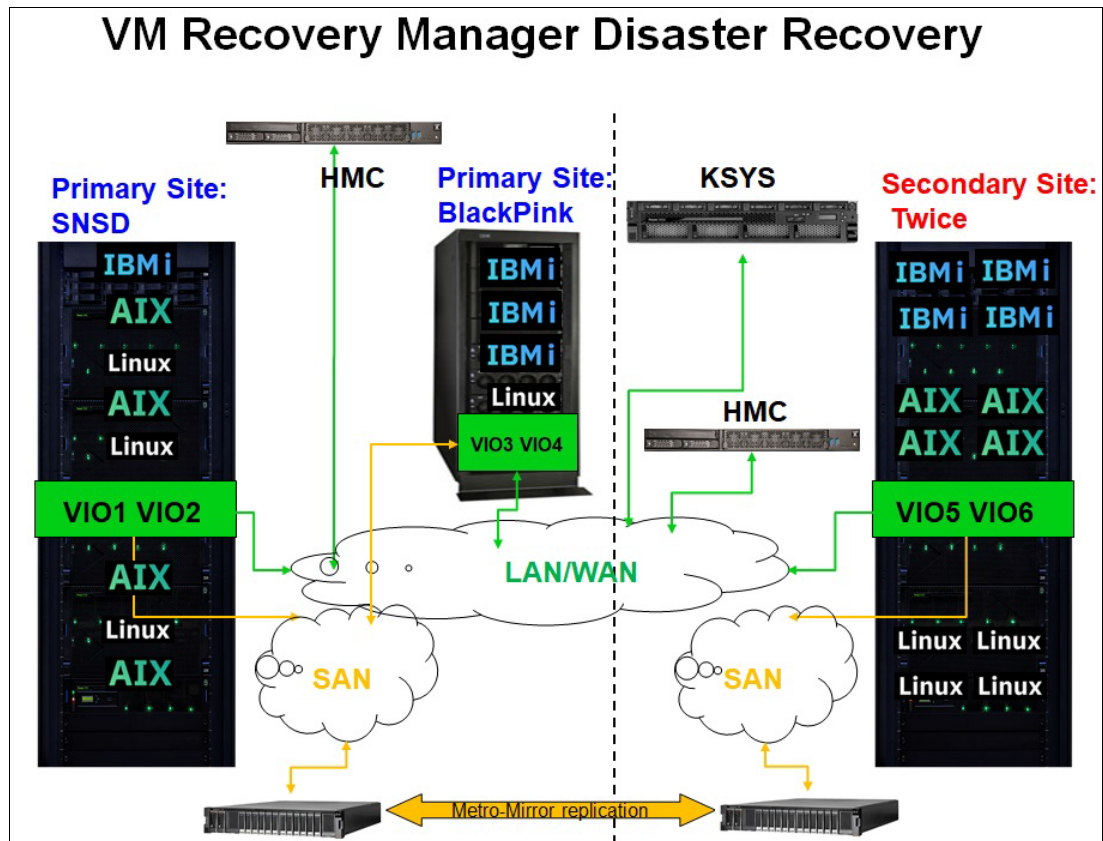 VM Recovery Manager Disaster Recovery
HMC
Primary Site:
SNSD
IBM i
AIX
Linux
AIX
Linux
VIO1 VIO2
AIX
Linux
AIX
Primary Site:
BlackPink
IBM i
IBM i
IBM i
Linux
VIO3 VIO4
KSYS
HMC
Secondary Site:
Twice
IBM i IBM i
IBM i IBM i
AIX AIX
AIX AIX
VIO5 VIO6
Linux Linux
Linux Linux
LAN/WAN
SAN
SAN
Metro-Mirror replication